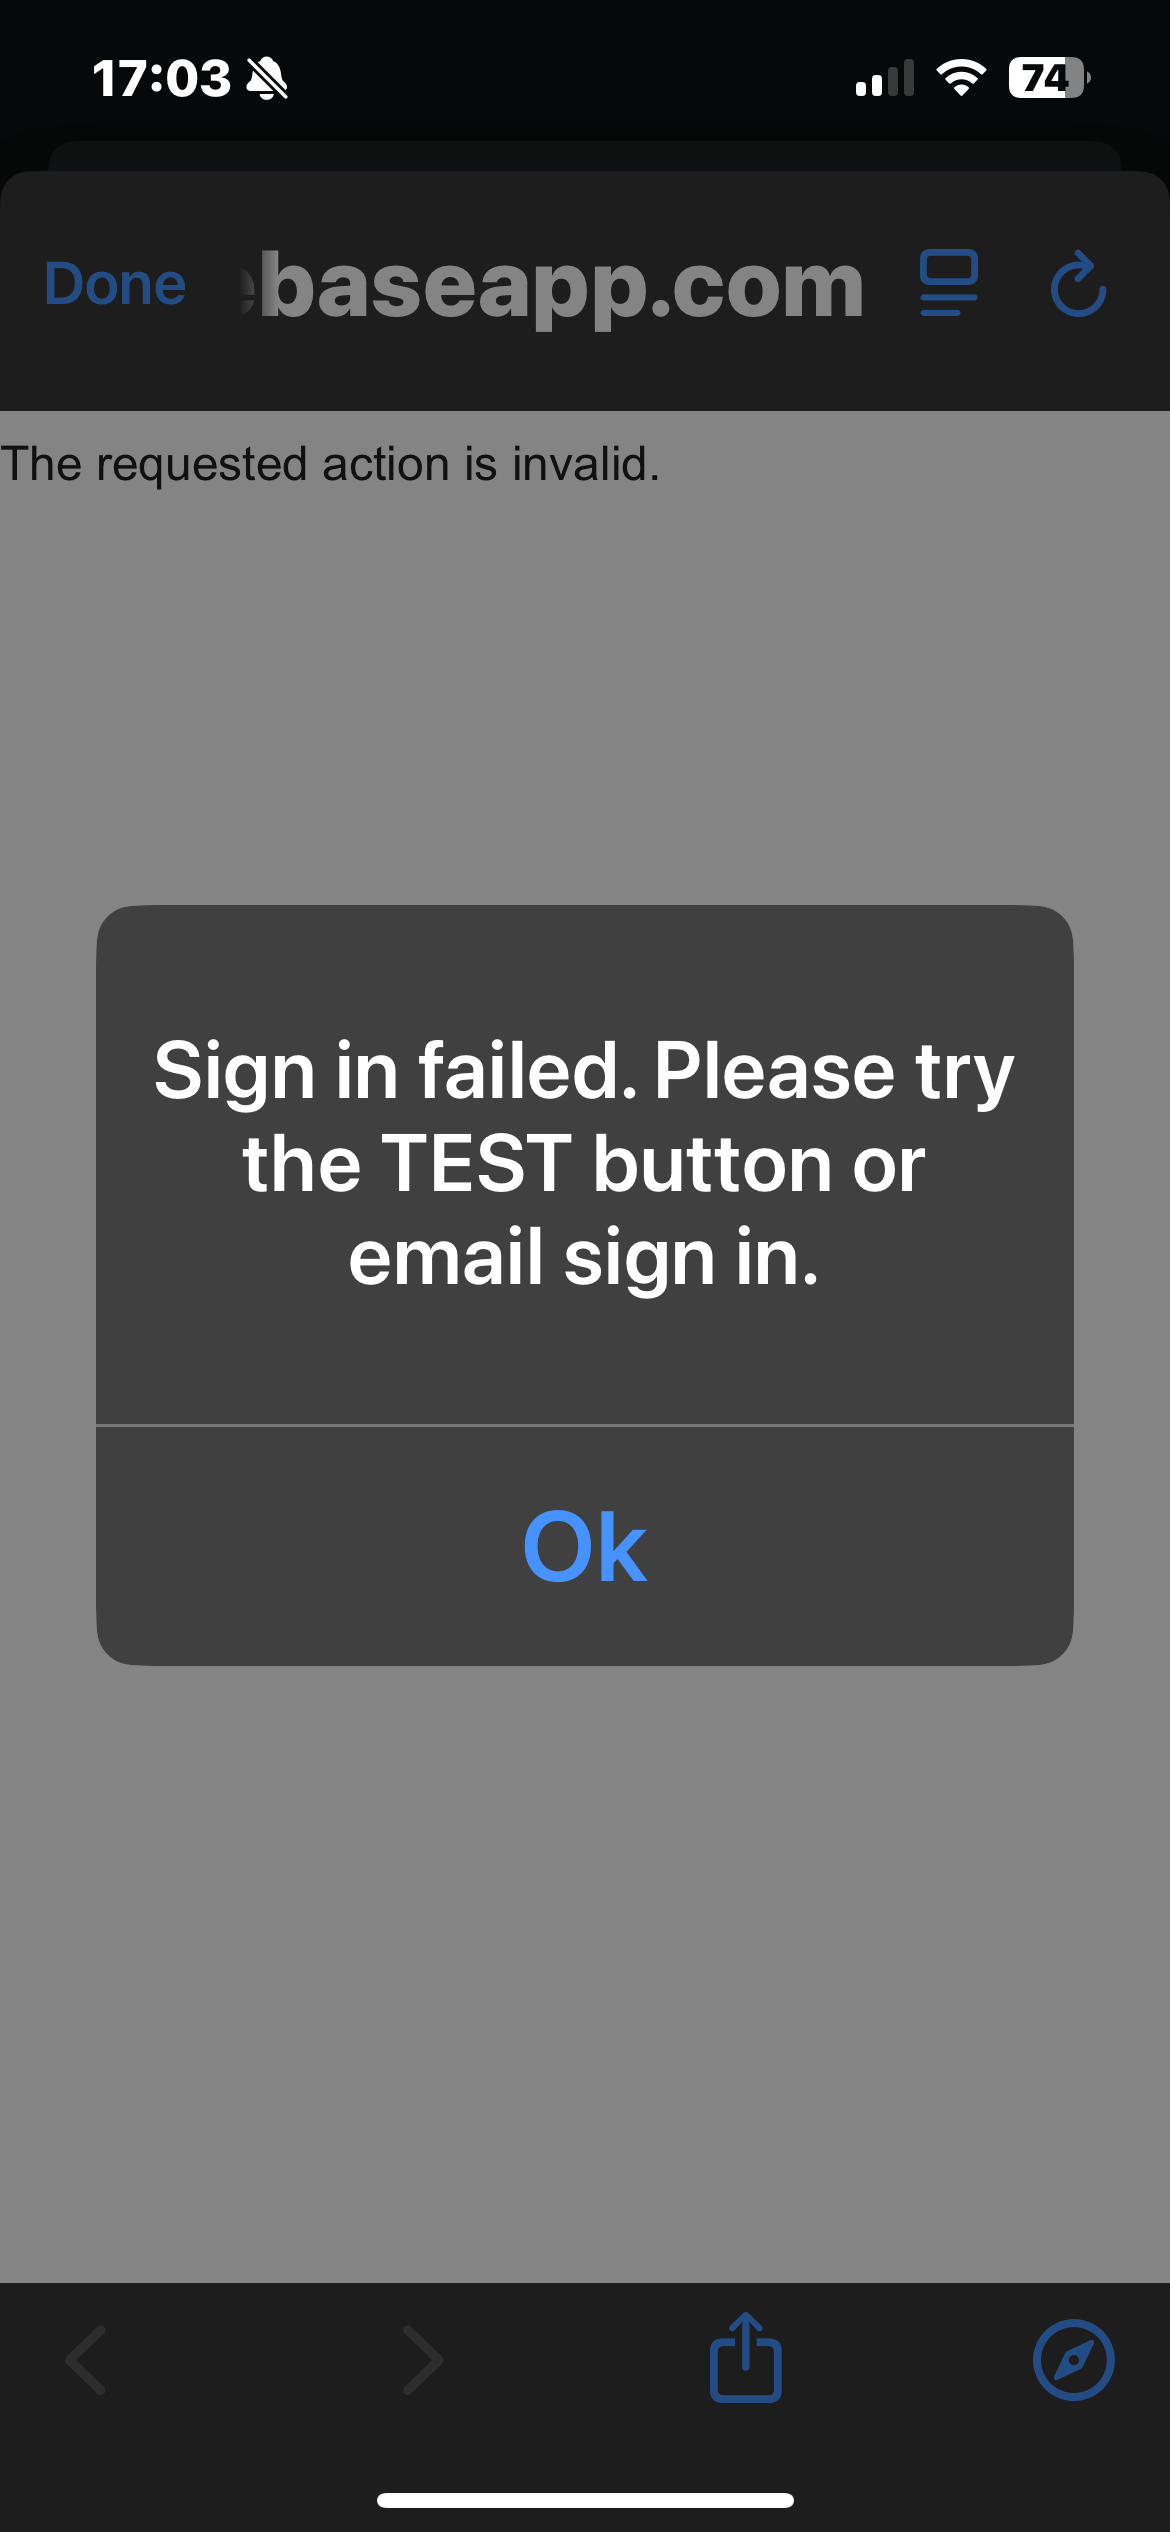 17:03
74
Done
baseapp.com
The requested action is invalid.
Sign in failed. Please try
the TEST button or
email sign in.
Ok